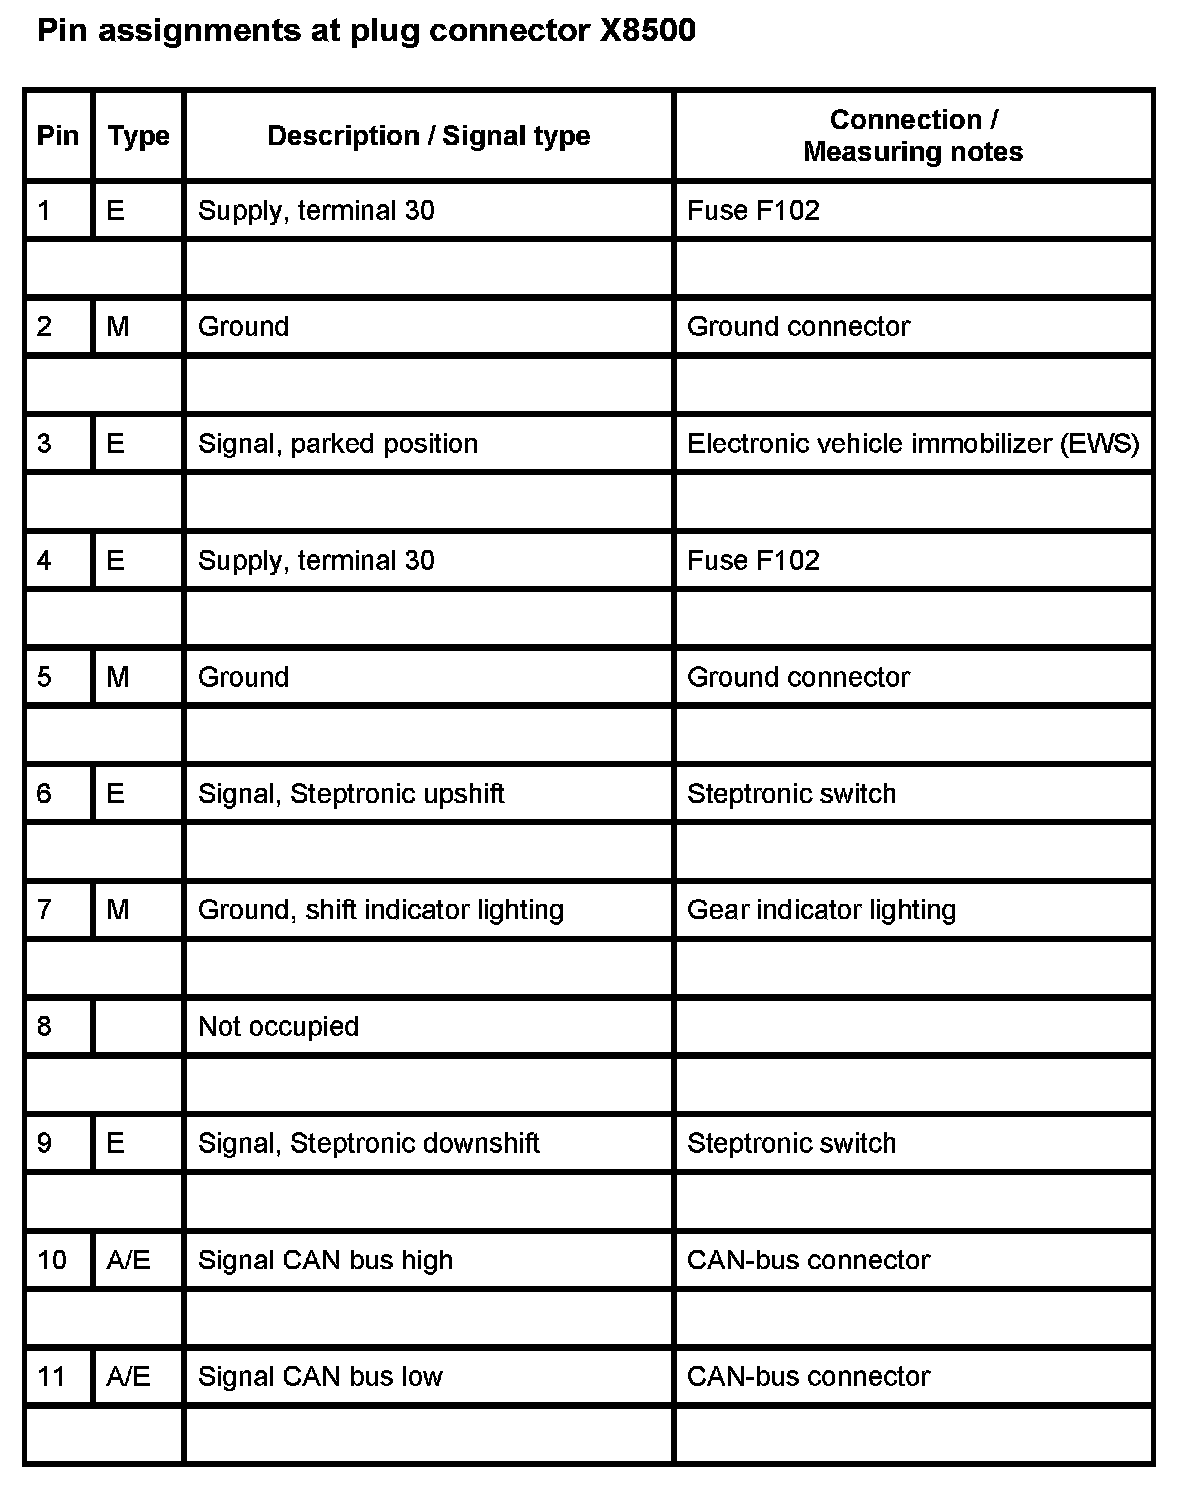 Pin assignments at plug connector X8500
Pin Type Description / Signal type Connection /
Measuring notes
1 E Supply, terminal 30 Fuse F102
2 M Ground Ground connector
3 E Signal, parked position Electronic vehicle immobilizer (EWS)
4 E Supply, terminal 30 Fuse F102
5 M Ground Ground connector
6 E Signal, Steptronic upshift Steptronic switch
7 M Ground, shift indicator lighting Gear indicator lighting
8 Not occupied
9 E Signal, Steptronic downshift Steptronic switch
10 A/E Signal CAN bus high CAN-bus connector
11 A/E Signal CAN bus low CAN-bus connector